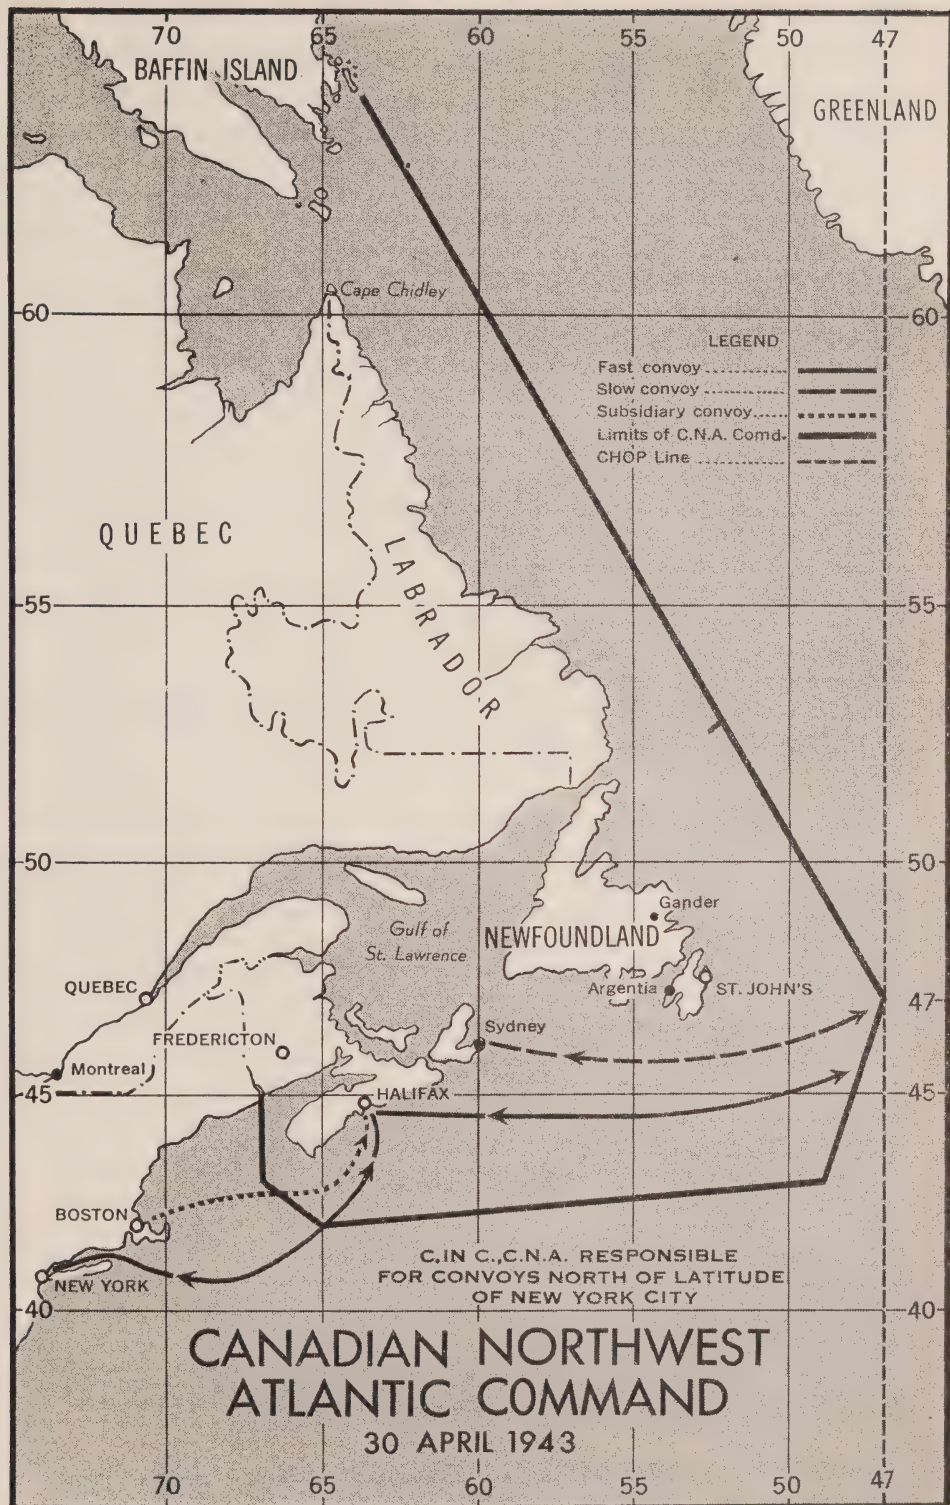 70 65 60 55 50 47
BAFFIN ISLAND
GREENLAND
Cape Chidley
60 60
LEGEND
Fast convoy
Slow convoy
Subsidiary convoy
Limits of C.N.A. Comd.
CHOP Line
QUEBEC
LABRADOR
55 55
50 50
Gander
Gulf of
St. Lawrence
NEWFOUNDLAND
QUEBEC
Argentia
ST. JOHN'S
47
Sydney
FREDERICTON
Montreal
HALIFAX
45 45
BOSTON
NEW YORK
C. IN C., C.N.A. RESPONSIBLE
FOR CONVOYS NORTH OF LATITUDE
OF NEW YORK CITY
40 40
CANADIAN NORTHWEST
ATLANTIC COMMAND
30 APRIL 1943
70 65 60 55 50 47